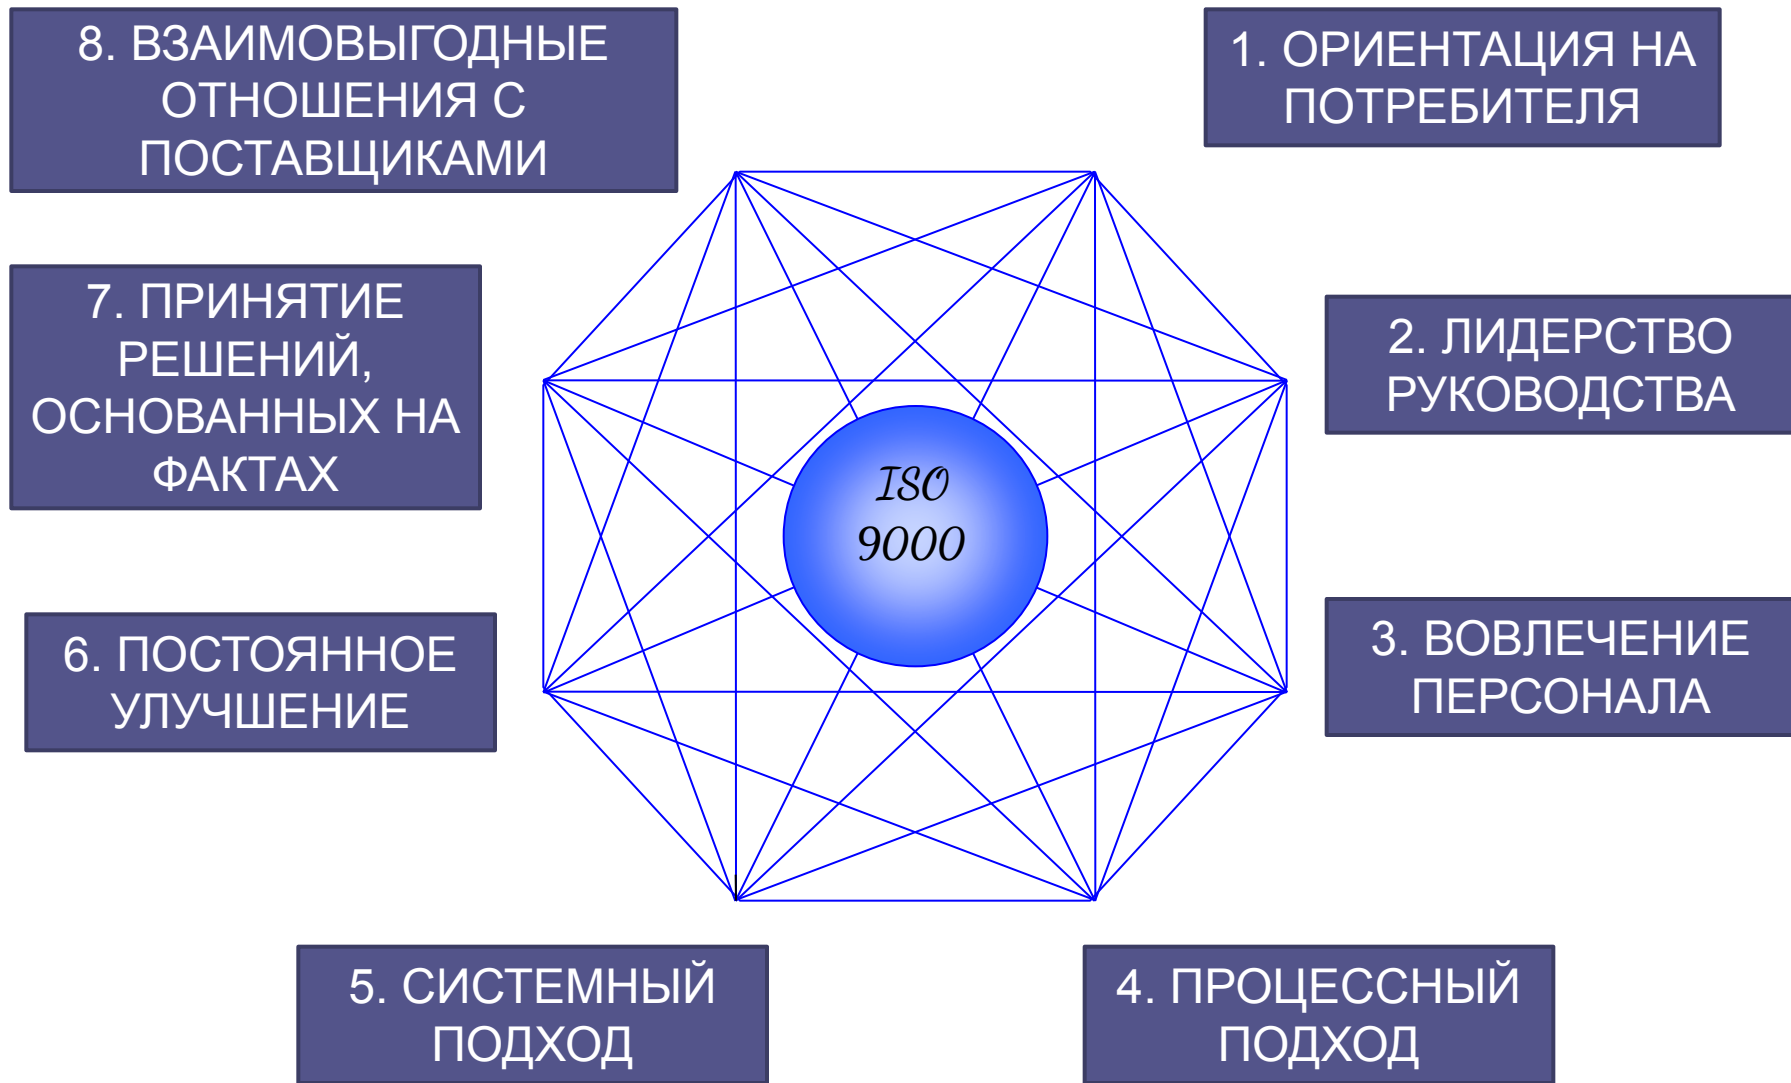 8. ВЗАИМОВЫГОДНЫЕ
ОТНОШЕНИЯ С
ПОСТАВЩИКАМИ
1. ОРИЕНТАЦИЯ НА
ПОТРЕБИТЕЛЯ
7. ПРИНЯТИЕ
РЕШЕНИЙ,
ОСНОВАННЫХ НА
ФАКТАХ
2. ЛИДЕРСТВО
РУКОВОДСТВА
ISO
9000
6. ПОСТОЯННОЕ
УЛУЧШЕНИЕ
3. ВОВЛЕЧЕНИЕ
ПЕРСОНАЛА
5. СИСТЕМНЫЙ
ПОДХОД
4. ПРОЦЕССНЫЙ
ПОДХОД